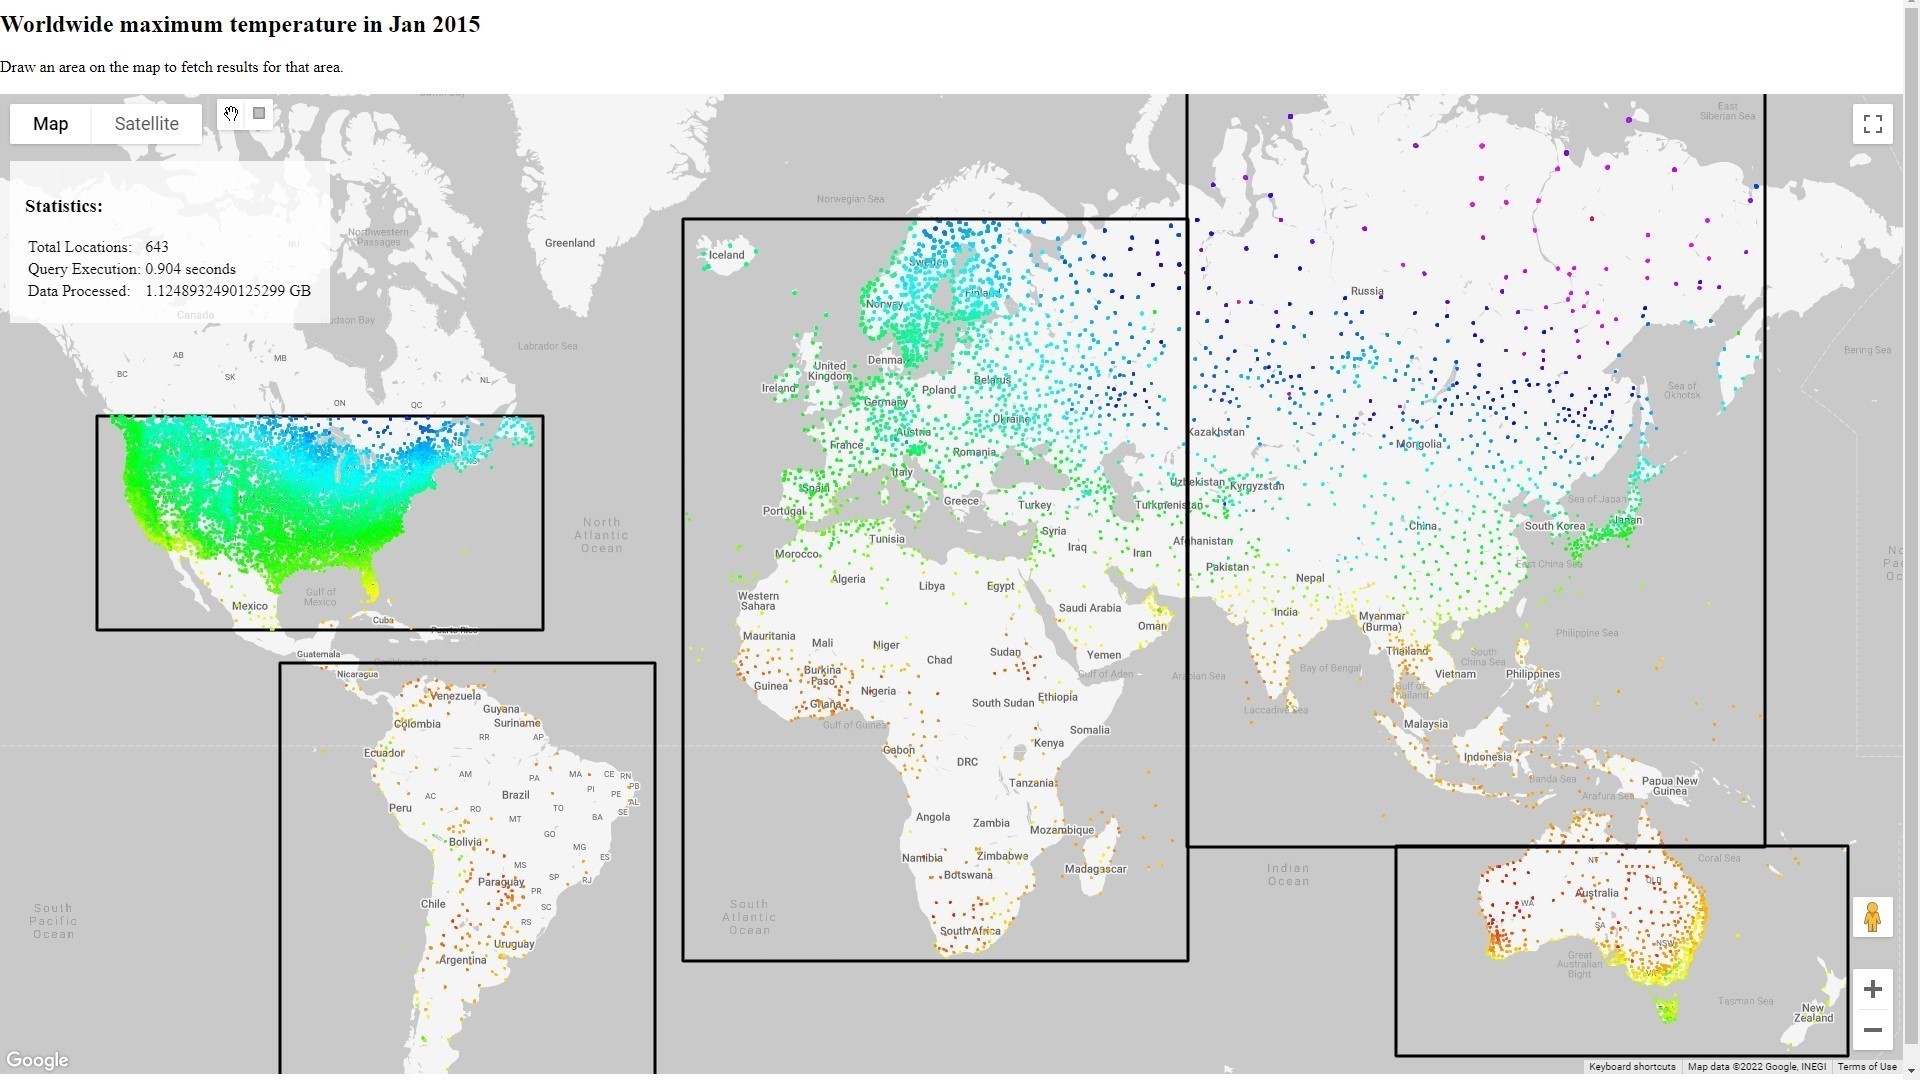 Worldwide maximum temperature in Jan 2015
Draw an area on the map to fetch results for that area.
Map
Satellite
East
Siberian Sea
Norwegian Sea
Statistics:
Northwestern
Passages
NU
Greenland
Iceland
Total Locations: 643
Query Execution: 0.904 seconds
Data Processed: 1.1248932490125299 GB
Sweden
Finland
Russia
Norway
Canada
Hudson Bay
Labrador Sea
Bering Sea
AB
MB
BC
SK
NL
ON
QC
Denmark
United
Kingdom
Ireland
Poland
Belarus
Germany
Sea of
Okhotsk
Ukraine
Austria
France
Romania
Kazakhstan
Mongolia
Italy
Spain
Uzbekistan
Kyrgyzstan
Portugal
Greece
Turkey
Turkmenistan
Sea of Japan
South Korea
Japan
China
North
Atlantic
Ocean
Syria
Tunisia
Morocco
Iraq
Iran
Afghanistan
Pakistan
East China Sea
Nepal
Algeria
Libya
Egypt
Western
Sahara
Gulf of
Mexico
Mexico
Cuba
Puerto Rico
Saudi Arabia
Oman
India
Myanmar
(Burma)
Philippine Sea
Mauritania
Mali
Niger
Chad
Sudan
Yemen
Thailand
South
China Sea
Guatemala
Caribbean Sea
Nicaragua
Burkina
Faso
Guinea
Nigeria
Gulf of Aden
Arabian Sea
Bay of Bengal
Gulf of
Thailand
Vietnam
Philippines
Venezuela
Guyana
Suriname
Colombia
Ghana
Gulf of Guinea
South Sudan
Ethiopia
Somalia
Laccadive Sea
Malaysia
RR
AP
Ecuador
Gabon
Kenya
DRC
Indonesia
AM
PA
MA
CE
RN
PB
PI
PE
AL
SE
AC
RO
TO
BA
Brazil
Peru
Tanzania
Banda Sea
Arafura Sea
Papua New
Guinea
MT
GO
Bolivia
MG
ES
Angola
Zambia
Mozambique
Namibia
Zimbabwe
Botswana
Madagascar
MS
SP
RJ
Paraguay
PR
Chile
SC
RS
Uruguay
Argentina
South
Pacific
Ocean
South
Atlantic
Ocean
South Africa
Indian
Ocean
NT
Coral Sea
QLD
Australia
WA
SA
NSW
Great
Australian
Bight
VIC
Tasman Sea
New
Zealand
Google
Keyboard shortcuts
Map data ©2022 Google, INEGI
Terms of Use